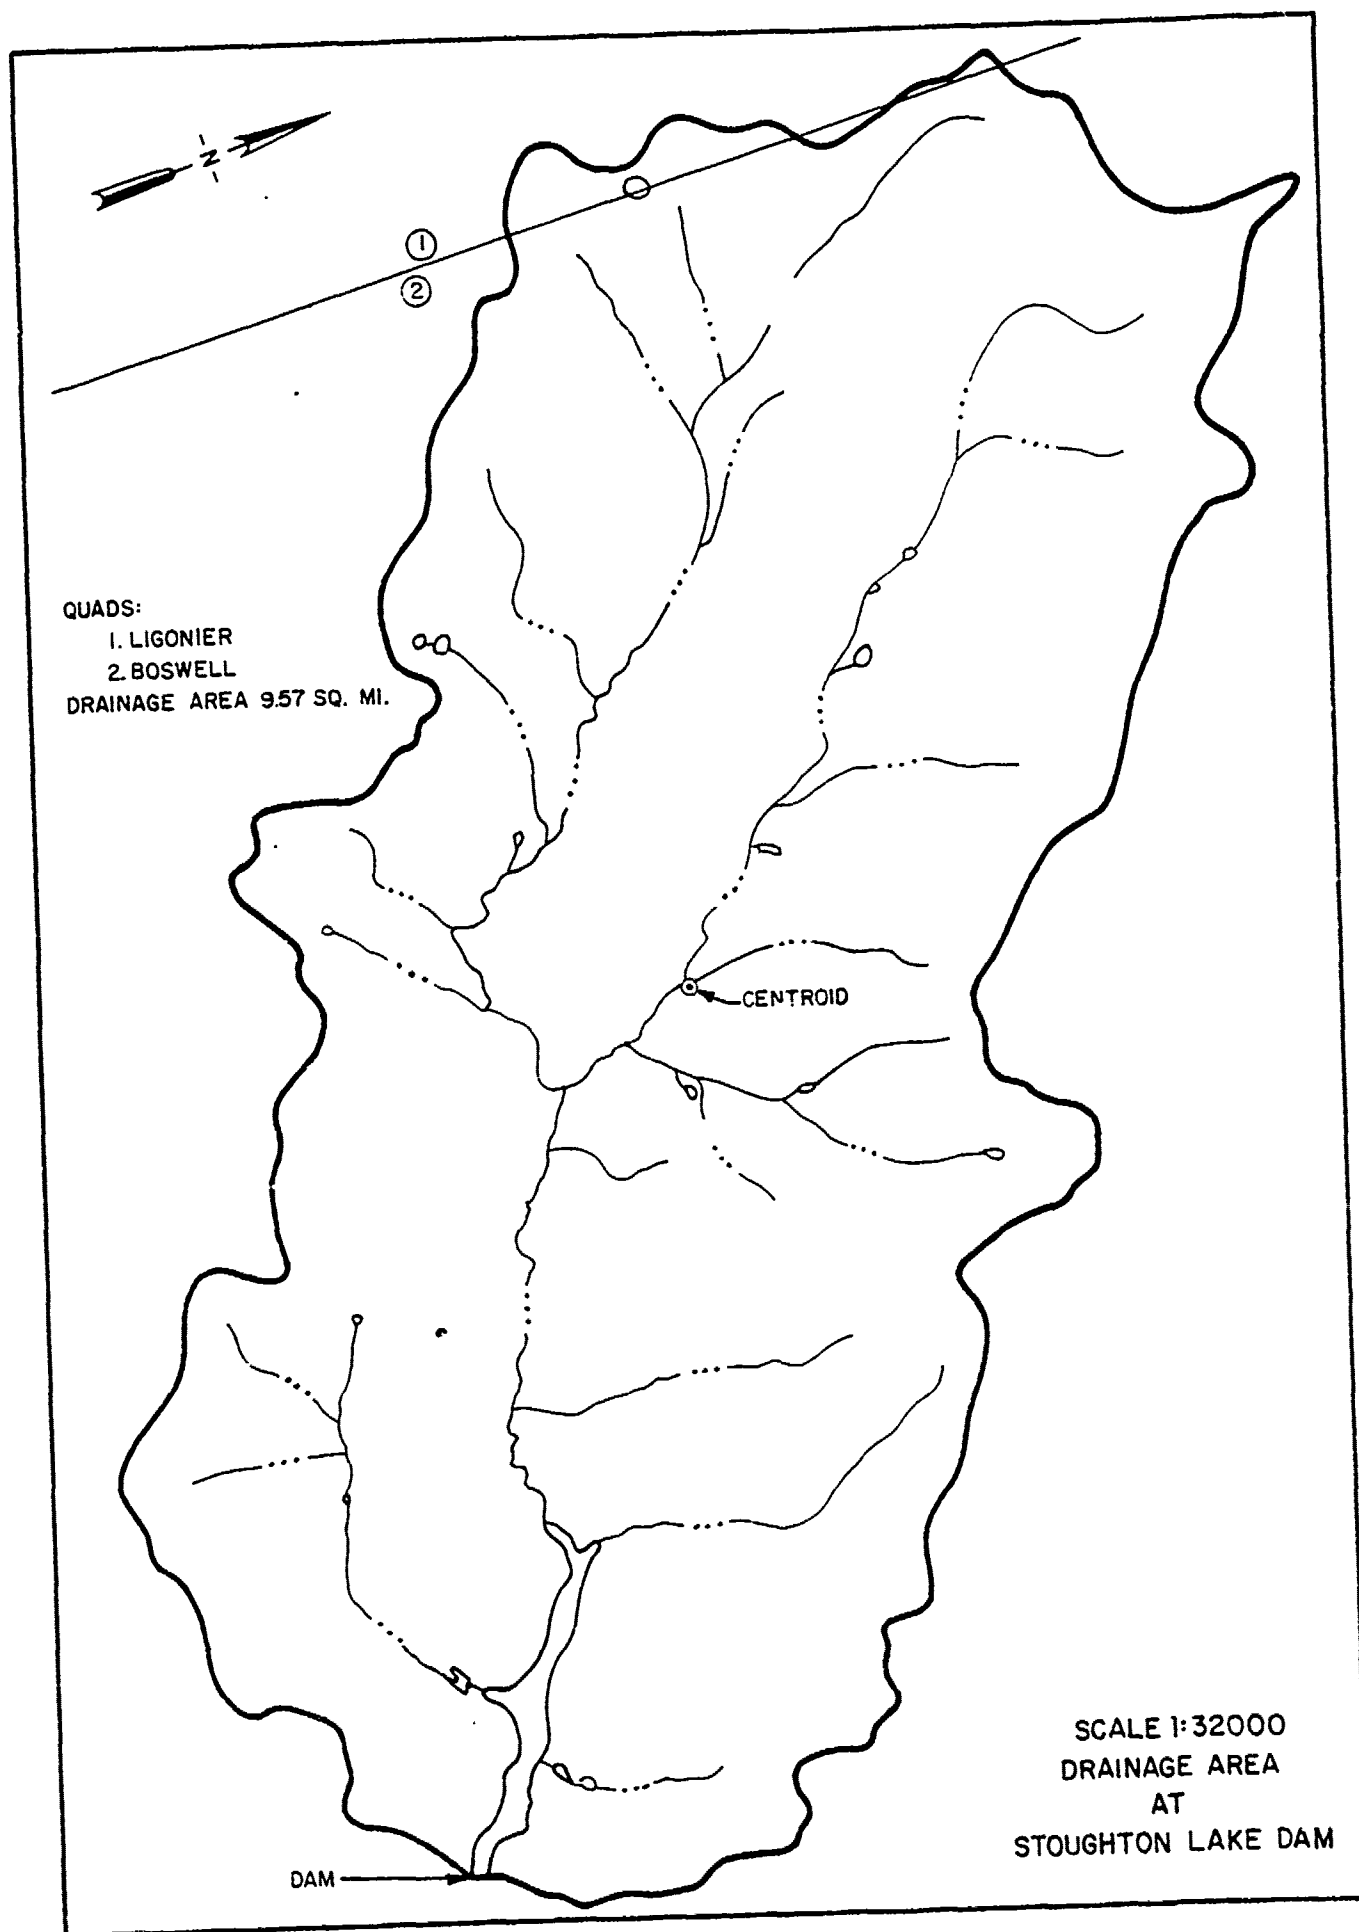 N
1
2
QUADS:
1. LIGONIER
2. BOSWELL
DRAINAGE AREA 9.57 SQ. MI.
CENTROID
SCALE 1:32000
DRAINAGE AREA
AT
STOUGHTON LAKE DAM
DAM